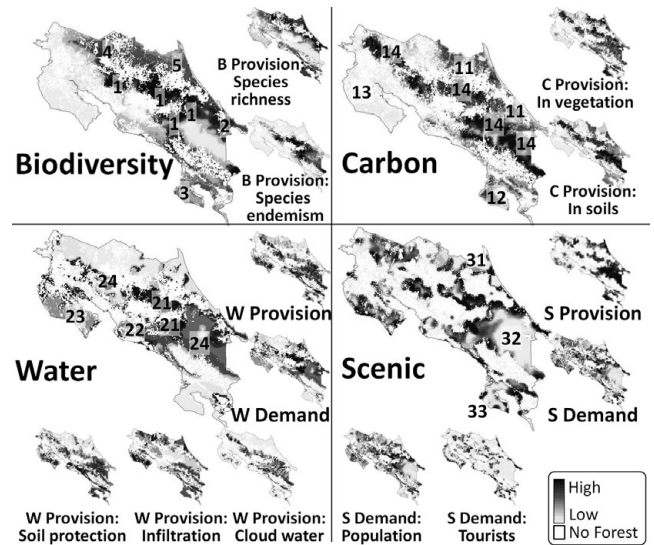 4
5
1
1
1
1
2
3
B Provision:
Species
richness
B Provision:
Species
endemism
Biodiversity
14
11
14
13
11
14
14
12
C Provision:
In vegetation
C Provision:
In soils
Carbon
24
21
23
22
21
24
W Provision
W Demand
Water
W Provision:
Soil protection
W Provision:
Infiltration
W Provision:
Cloud water
31
32
33
S Provision
S Demand
Scenic
S Demand:
Population
S Demand:
Tourists
High
Low
No Forest